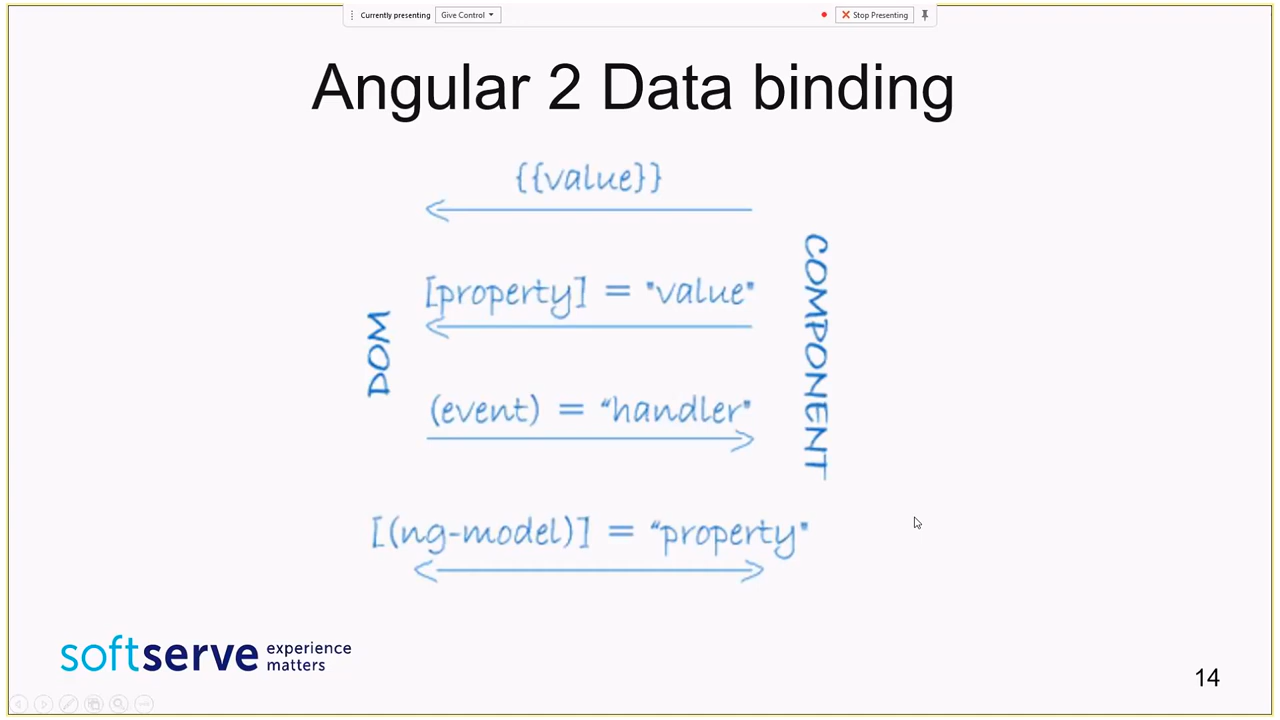 Currently presenting Give Control Stop Presenting
Angular 2 Data binding
{{value}}
[property] = "value"
DOM
COMPONENT
(event) = “handler"
[(ng-model)] = “property"
softserve experience matters
14